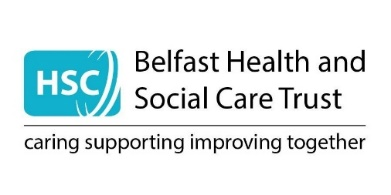 HSC
Belfast Health and
Social Care Trust
caring supporting improving together